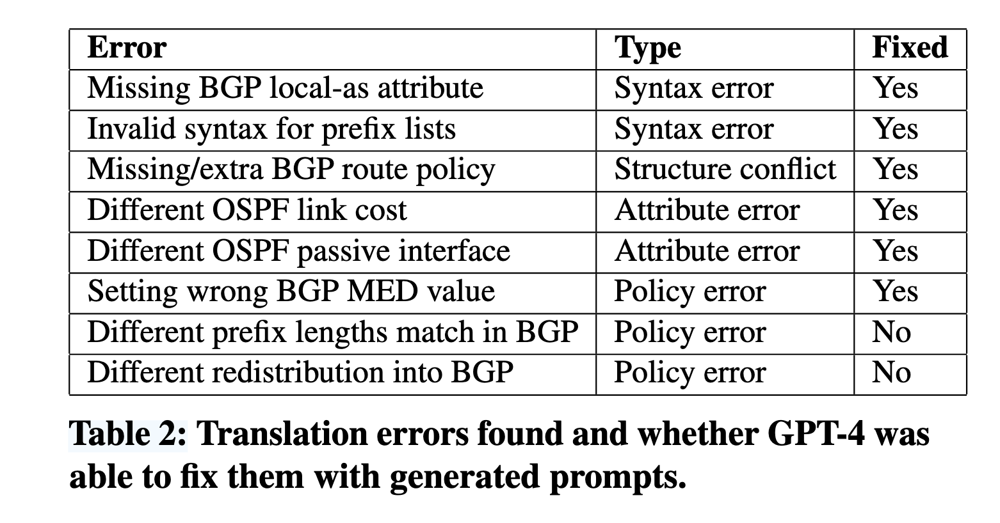 Error Type Fixed
Missing BGP local-as attribute Syntax error Yes
Invalid syntax for prefix lists Syntax error Yes
Missing/extra BGP route policy Structure conflict Yes
Different OSPF link cost Attribute error Yes
Different OSPF passive interface Attribute error Yes
Setting wrong BGP MED value Policy error Yes
Different prefix lengths match in BGP Policy error No
Different redistribution into BGP Policy error No
Table 2: Translation errors found and whether GPT-4 was
able to fix them with generated prompts.